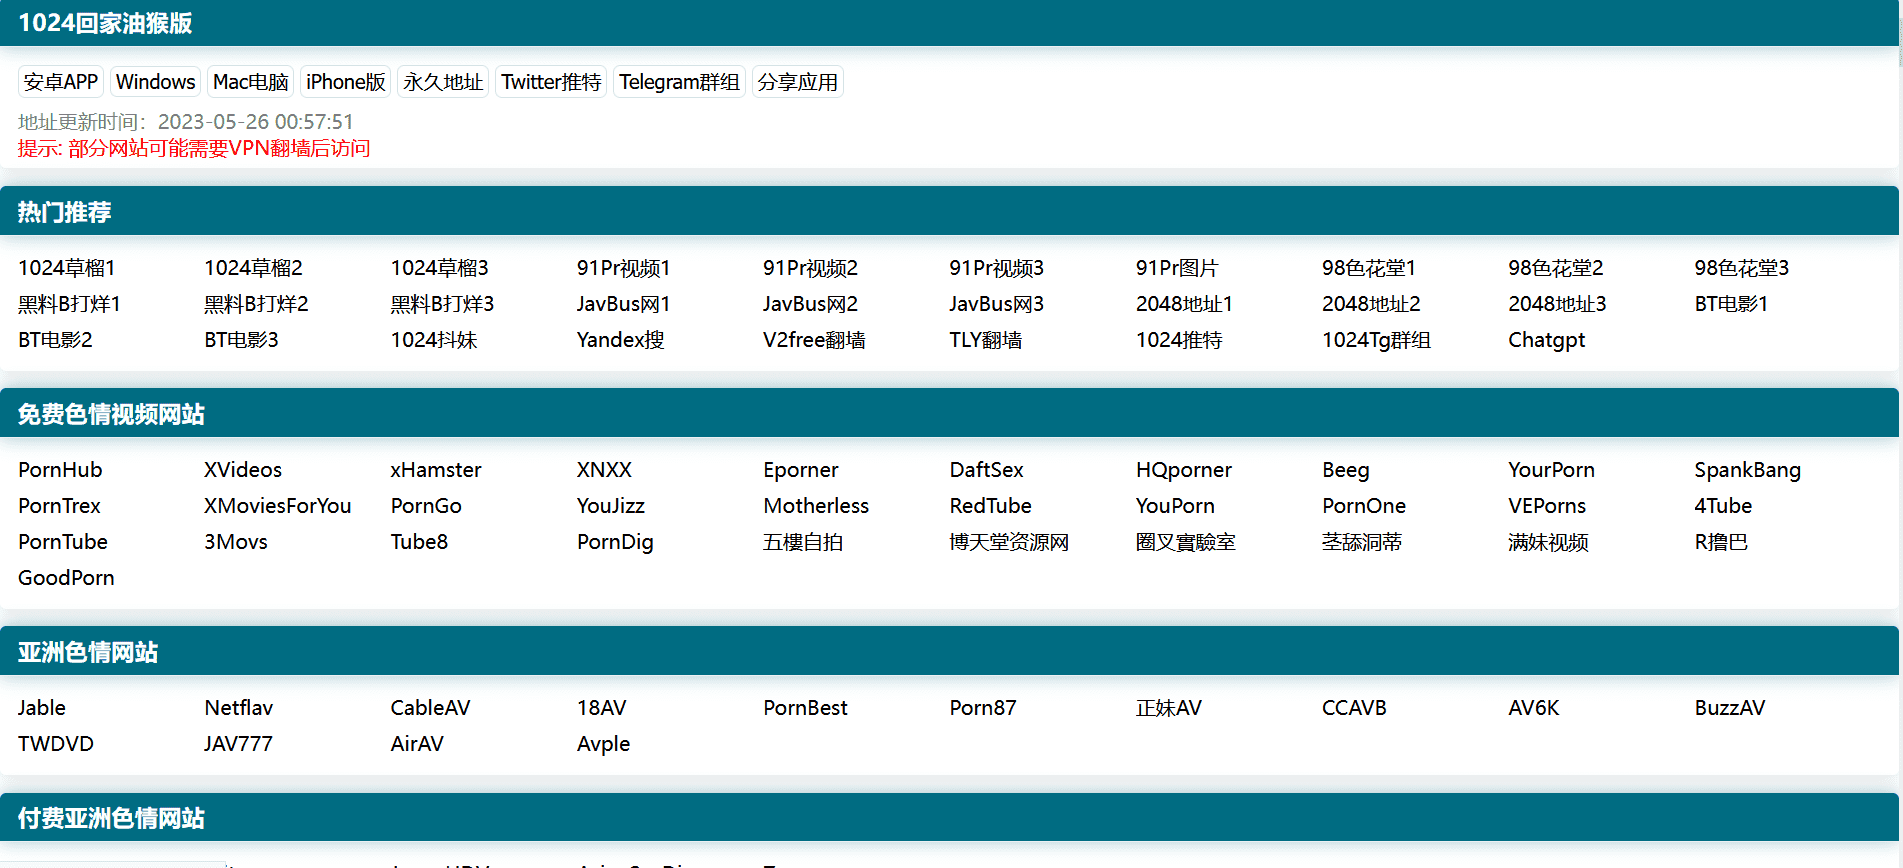 1024回家油猴版
安卓APP Windows Mac电脑 iPhone版 永久地址 Twitter推特 Telegram群组 分享应用
地址更新时间：2023-05-26 00:57:51
提示: 部分网站可能需要VPN翻墙后访问
热门推荐
1024草榴1 1024草榴2 1024草榴3 91Pr视频1 91Pr视频2 91Pr视频3 91Pr图片 98色花堂1 98色花堂2 98色花堂3
黑料B打烊1 黑料B打烊2 黑料B打烊3 JavBus网1 JavBus网2 JavBus网3 2048地址1 2048地址2 2048地址3 BT电影1
BT电影2 BT电影3 1024抖妹 Yandex搜 V2free翻墙 TLY翻墙 1024推特 1024Tg群组 Chatgpt
免费色情视频网站
PornHub XVideos xHamster XNXX Eporner DaftSex HQporner Beeg YourPorn SpankBang
PornTrex XMoviesForYou PornGo YouJizz Motherless RedTube YouPorn PornOne VEPorns 4Tube
PornTube 3Movs Tube8 PornDig 五樓自拍 博天堂资源网 圈叉實驗室 茎舔洞蒂 满妹视频 R撸巴
GoodPorn
亚洲色情网站
Jable Netflav CableAV 18AV PornBest Porn87 正妹AV CCAVB AV6K BuzzAV
TWDVD JAV777 AirAV Avple
付费亚洲色情网站